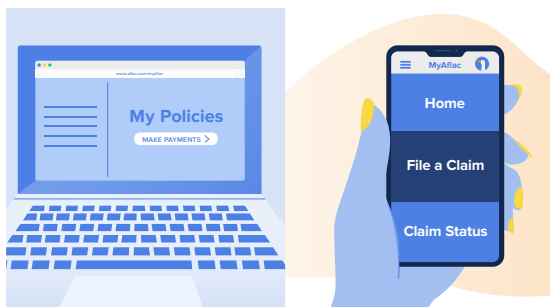 www.aflac.com/myaflac
My Policies
MAKE PAYMENTS
MyAflac
Home
File a Claim
Claim Status